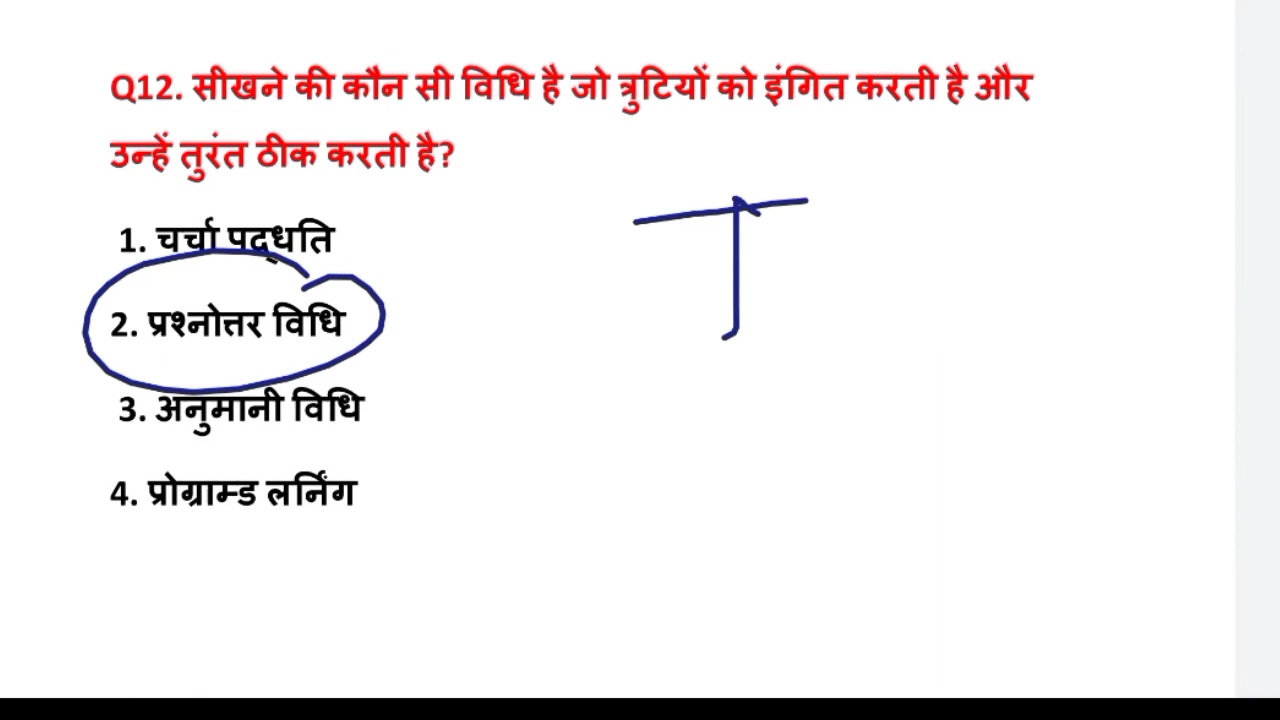 Q12. सीखने की कौन सी विधि है जो त्रुटियों को इंगित करती है और
उन्हें तुरंत ठीक करती है?
1. चर्चा पद्धति
2. प्रश्नोत्तर विधि
3. अनुमानी विधि
4. प्रोग्राम्ड लर्निंग